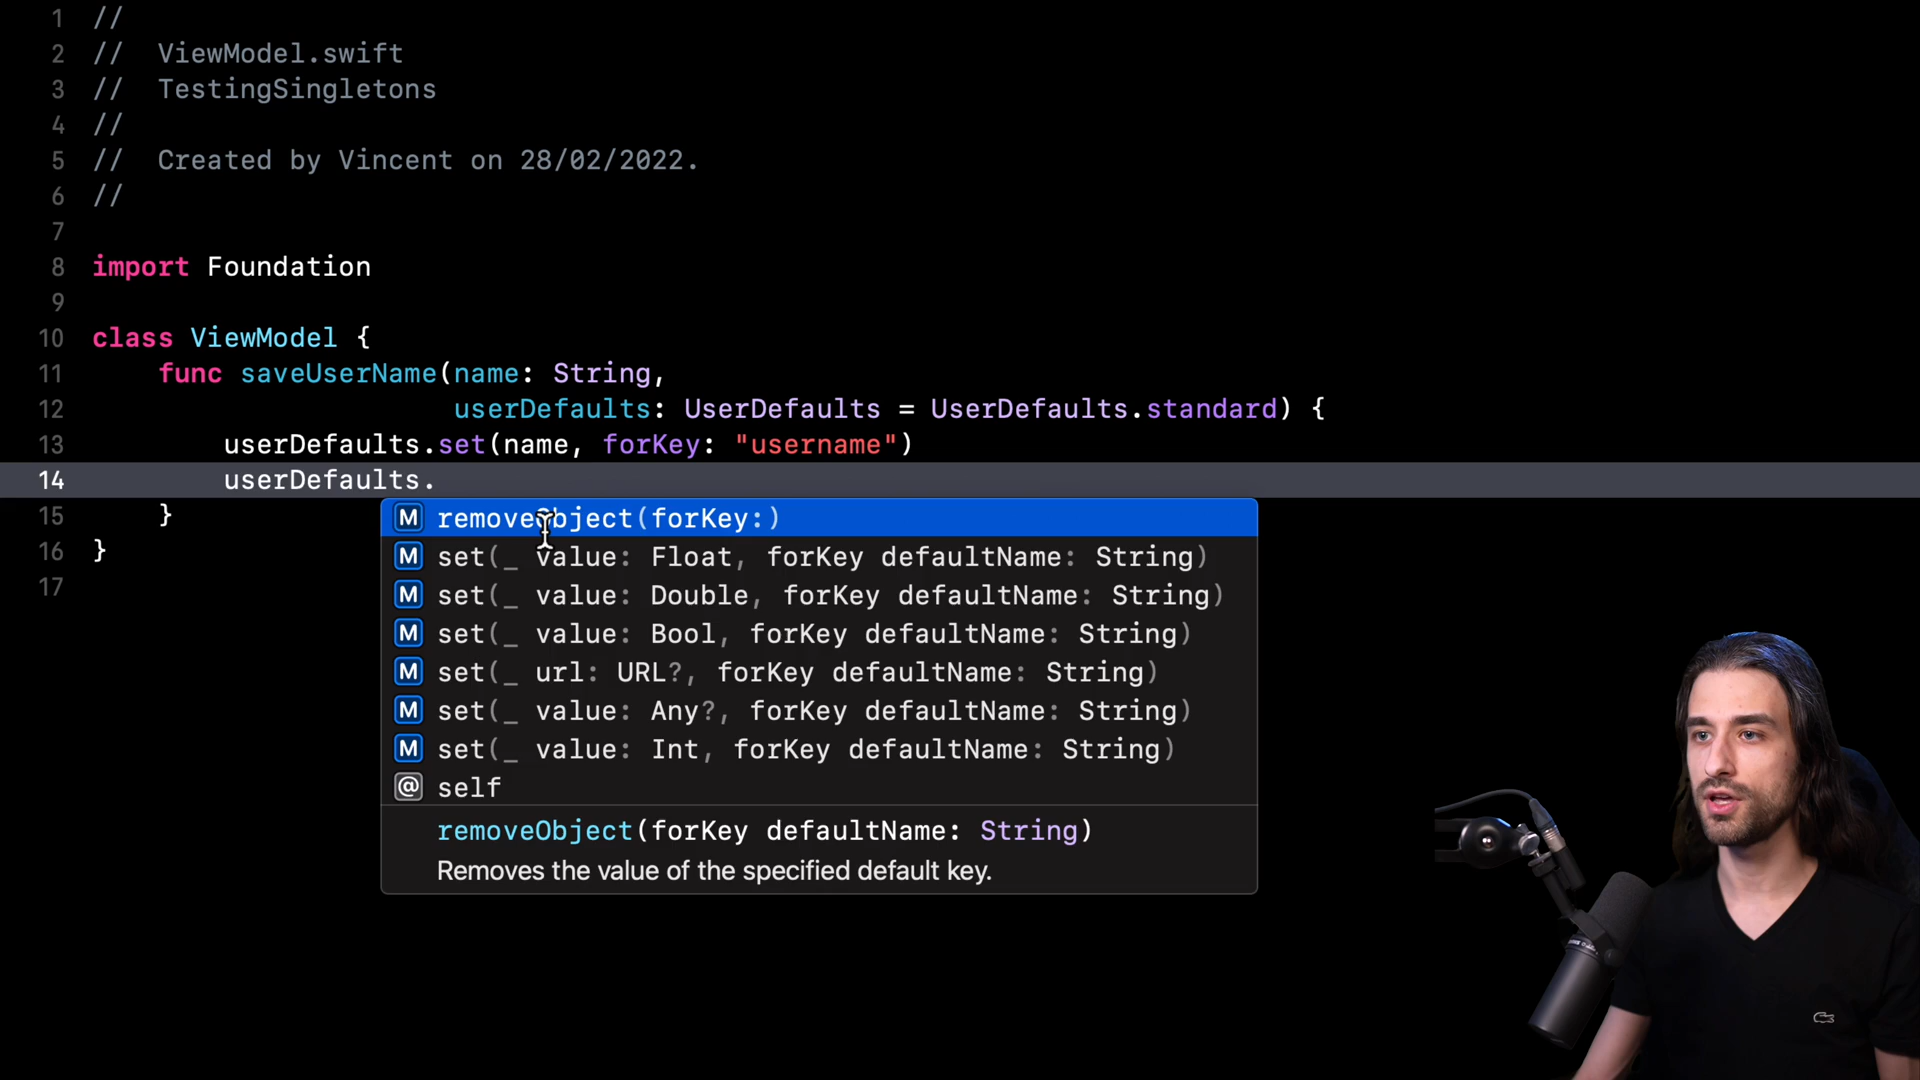 1 //
2 // ViewModel.swift
3 // TestingSingletons
4 //
5 // Created by Vincent on 28/02/2022.
6 //
7
8 import Foundation
9
10 class ViewModel {
11 func saveUserName(name: String,
12 userDefaults: UserDefaults = UserDefaults.standard) {
13 userDefaults.set(name, forKey: "username")
14 userDefaults.
15 }
16 }
17
M removeObject(forKey:)
M set(_ value: Float, forKey defaultName: String)
M set(_ value: Double, forKey defaultName: String)
M set(_ value: Bool, forKey defaultName: String)
M set(_ url: URL?, forKey defaultName: String)
M set(_ value: Any?, forKey defaultName: String)
M set(_ value: Int, forKey defaultName: String)
@ self
removeObject(forKey defaultName: String)
Removes the value of the specified default key.